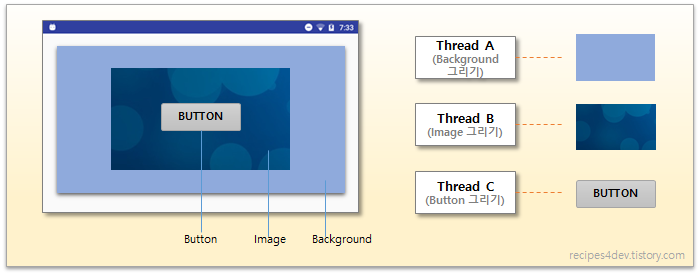 7:33
BUTTON
Button
Image
Background
Thread A
(Background
그리기)
Thread B
(Image 그리기)
Thread C
(Button 그리기)
BUTTON
recipes4dev.tistory.com